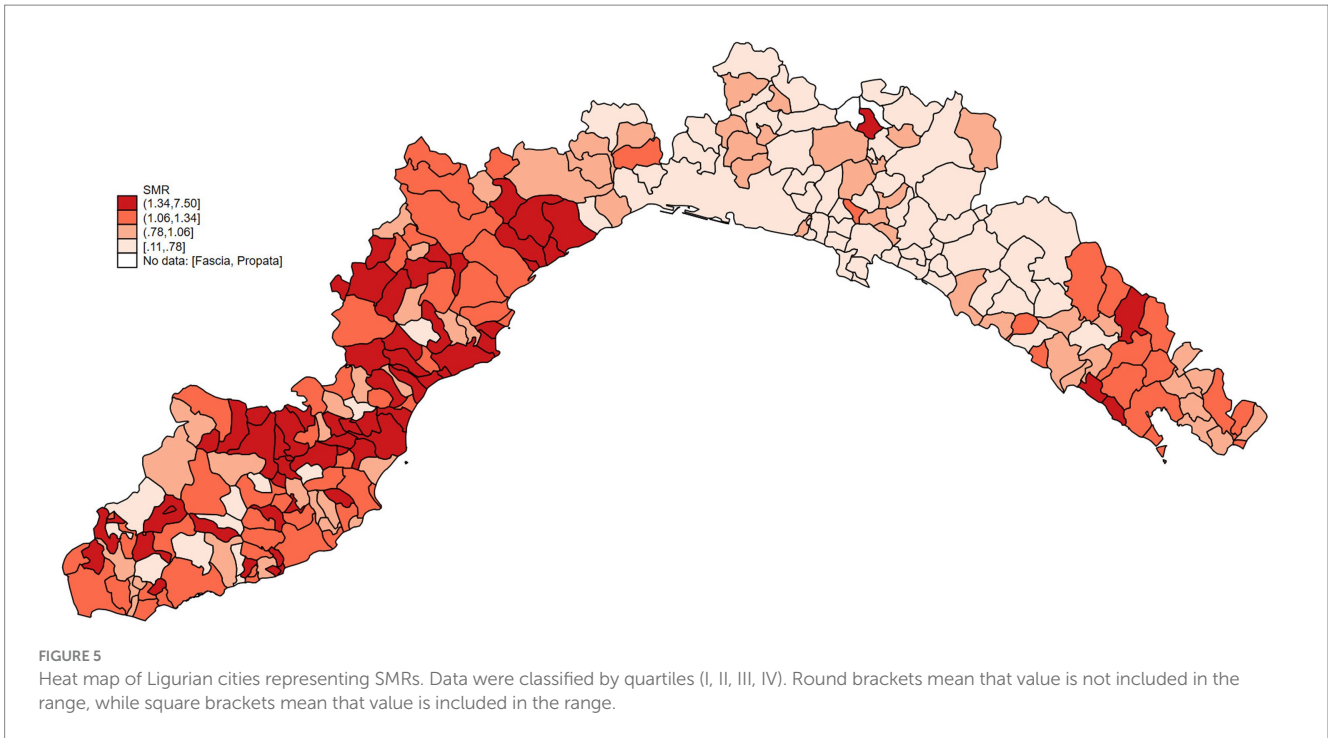 SMR
(1.34,7.50]
(1.06,1.34]
(.78,1.06]
[.11,.78]
No data: [Fascia, Propata]
FIGURE 5
Heat map of Ligurian cities representing SMRs. Data were classified by quartiles (I, II, III, IV). Round brackets mean that value is not included in the
range, while square brackets mean that value is included in the range.